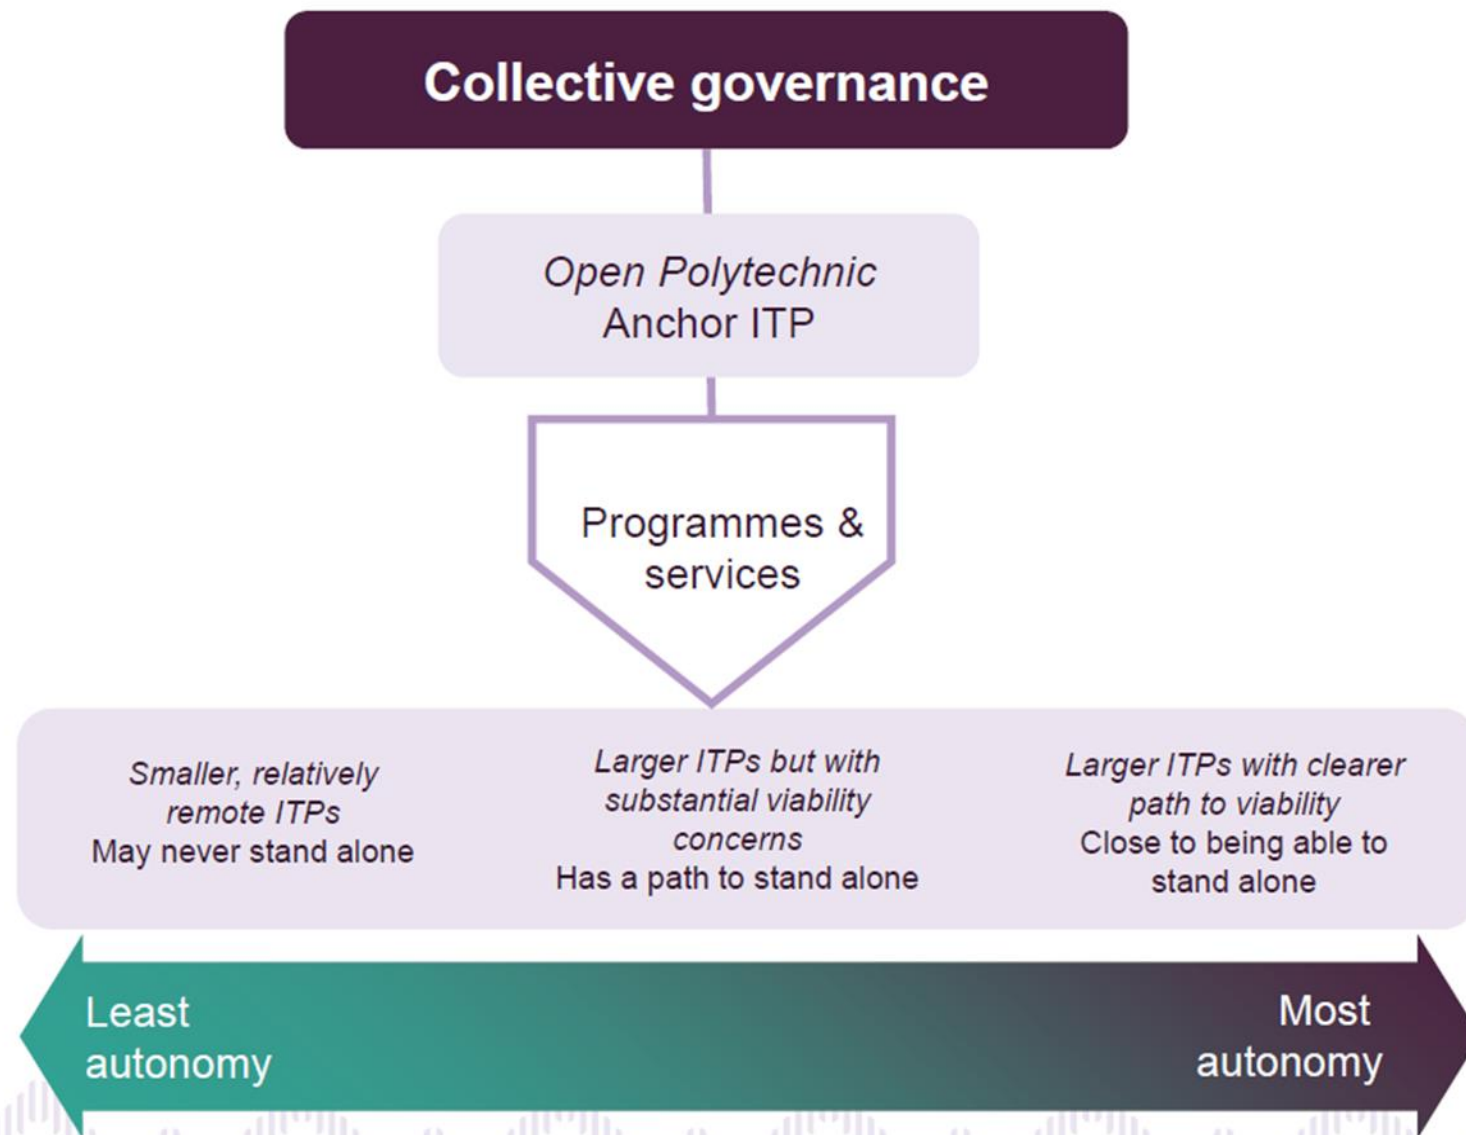 Collective governance
Open Polytechnic
Anchor ITP
Programmes &
services
Smaller, relatively
remote ITPs
May never stand alone
Larger ITPs but with
substantial viability
concerns
Has a path to stand alone
Larger ITPs with clearer
path to viability
Close to being able to
stand alone
Least
autonomy
Most
autonomy